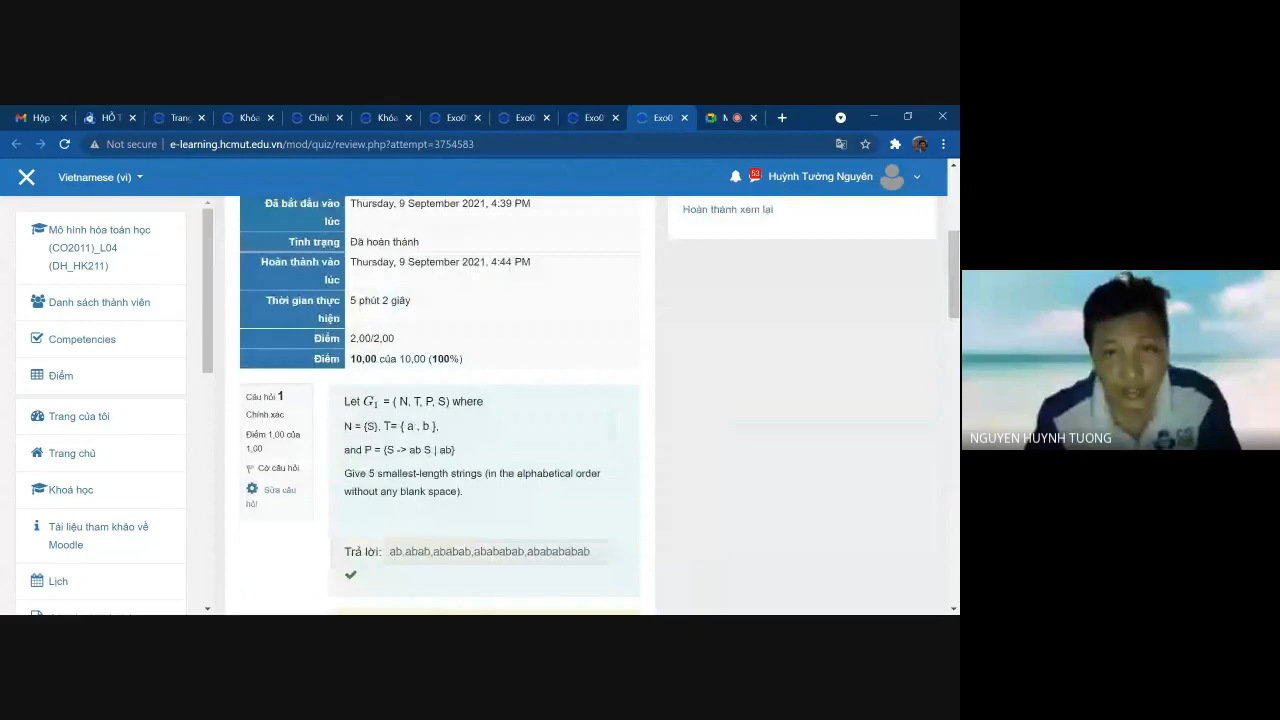 Hộp
HỖ T
Trang
Khóa
Chính
Khóa
Exo0
Exo0
Exo0
Exo0
M
Not secure
e-learning.hcmut.edu.vn/mod/quiz/review.php?attempt=3754583
Vietnamese (vi)
53
Huỳnh Tường Nguyên
Mô hình hóa toán học
(CO2011)_L04
(DH_HK211)
Danh sách thành viên
Competencies
Điểm
Trang của tôi
Trang chủ
Khoá học
Tài liệu tham khảo về
Moodle
Lịch
Đã bắt đầu vào
lúc
Thursday, 9 September 2021, 4:39 PM
Tình trạng
Đã hoàn thành
Hoàn thành vào
lúc
Thursday, 9 September 2021, 4:44 PM
Thời gian thực
hiện
5 phút 2 giây
Điểm
2,00/2,00
Điểm
10,00 của 10,00 (100%)
Câu hỏi 1
Chính xác
Điểm 1,00 của
1,00
Cờ câu hỏi
Sửa câu
hỏi
Let G1 = ( N, T, P, S) where
N = {S}, T= { a , b },
and P = {S -> ab S | ab}
Give 5 smallest-length strings (in the alphabetical order
without any blank space).
Trả lời: ab,abab,ababab,abababab,ababababab
Hoàn thành xem lại
NGUYEN HUYNH TUONG